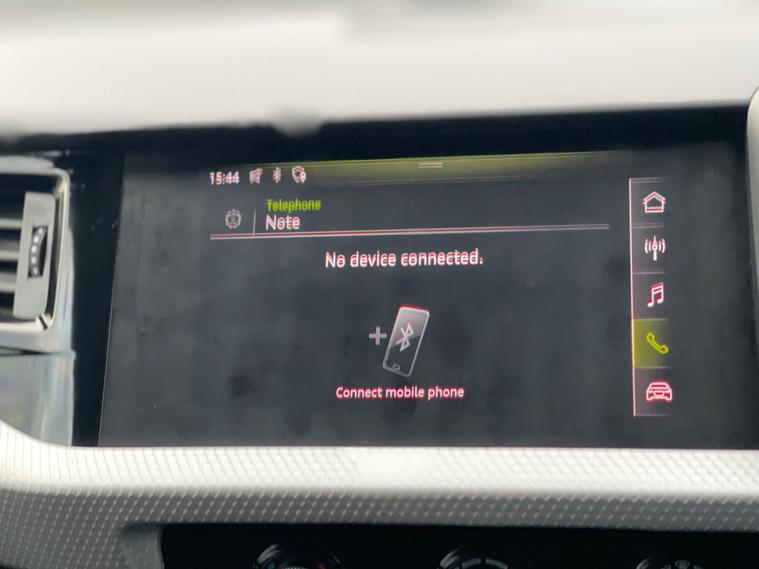 15:44
Telephone
Note
No device connected.
Connect mobile phone